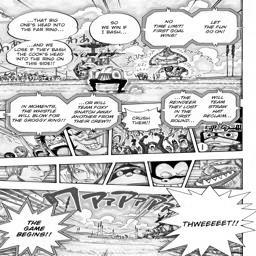 LET THE
FUN GO
ON!
NO
TIME LIMIT!
FIRST GOAL
WINS!
SO
WE WIN IF
I BASH...
...THAT BIG
ONE'S HEAD
INTO THE
FAR RING...
...AND WE
LOSE IF THEY BASH
THE COOK'S HEAD
INTO THE RING ON
THIS SIDE!!
WILL
TEAM
STRAW
HAT
RECLAIM...
...THE
REINDEER
THEY LOST
IN THE
FIRST
ROUND...
CRUSH
THEM!!
...OR WILL
TEAM FOXY
SNATCH AWAY
ANOTHER FROM
THEIR CREW?!
IN MOMENTS,
THE WHISTLE
WILL BLOW FOR
THE GROGGY RING!!
THWEEEEET!!
THE
GAME
BEGINS!!